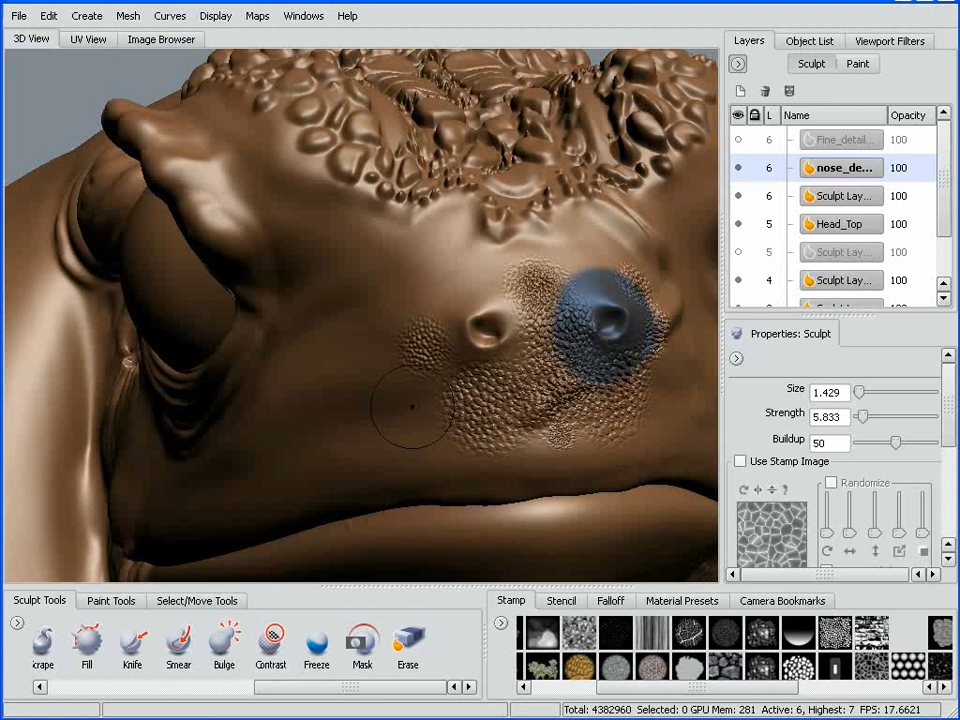 File Edit Create Mesh Curves Display Maps Windows Help
3D View UV View Image Browser
Layers Object List Viewport Filters
Sculpt Paint
L Name Opacity
6 Fine_detail... 100
6 nose_de... 100
6 Sculpt Lay... 100
5 Head_Top 100
5 Sculpt Lay... 100
4 Sculpt Lay... 100
Properties: Sculpt
Size 1.429
Strength 5.833
Buildup 50
Use Stamp Image
Randomize
Sculpt Tools Paint Tools Select/Move Tools
Stamp Stencil Falloff Material Presets Camera Bookmarks
crape Fill Knife Smear Bulge Contrast Freeze Mask Erase
Total: 4382960 Selected: 0 GPU Mem: 281 Active: 6, Highest: 7 FPS: 17.6621